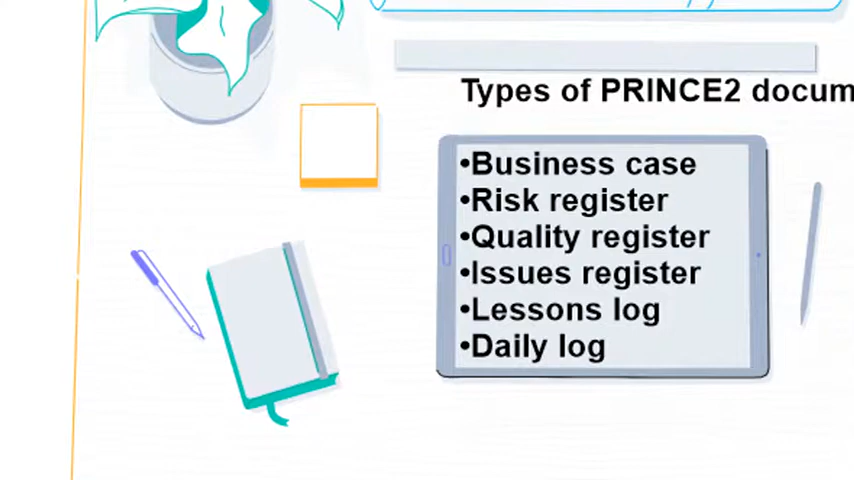 Types of PRINCE2 docum
•Business case
•Risk register
•Quality register
•Issues register
•Lessons log
•Daily log